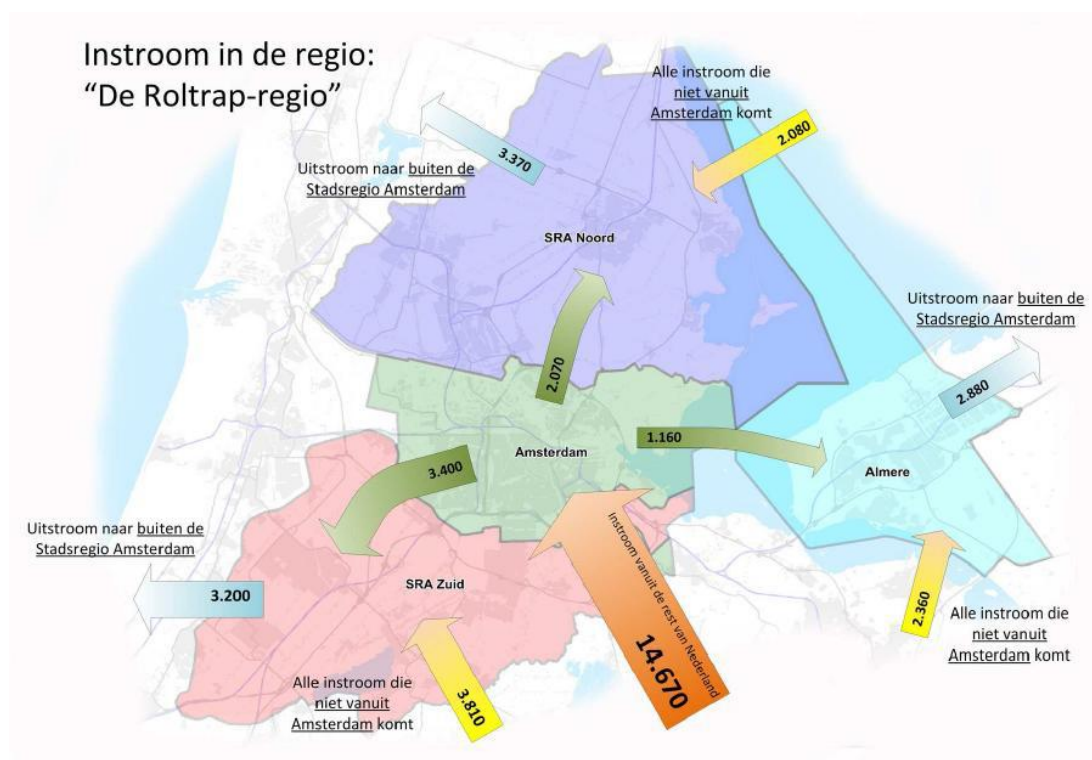 Instroom in de regio:
“De Roltrap-regio”
Alle instroom die
niet vanuit
Amsterdam komt
2.080
3.370
Uitstroom naar buiten de
Stadsregio Amsterdam
SRA Noord
Uitstroom naar buiten de
Stadsregio Amsterdam
2.880
2.070
1.160
Amsterdam
3.400
Almere
Uitstroom naar buiten de
Stadsregio Amsterdam
3.200
SRA Zuid
Instroom vanuit de rest van Nederland
14.670
2.360
Alle instroom die
niet vanuit
Amsterdam komt
Alle instroom die
niet vanuit
Amsterdam komt
3.810